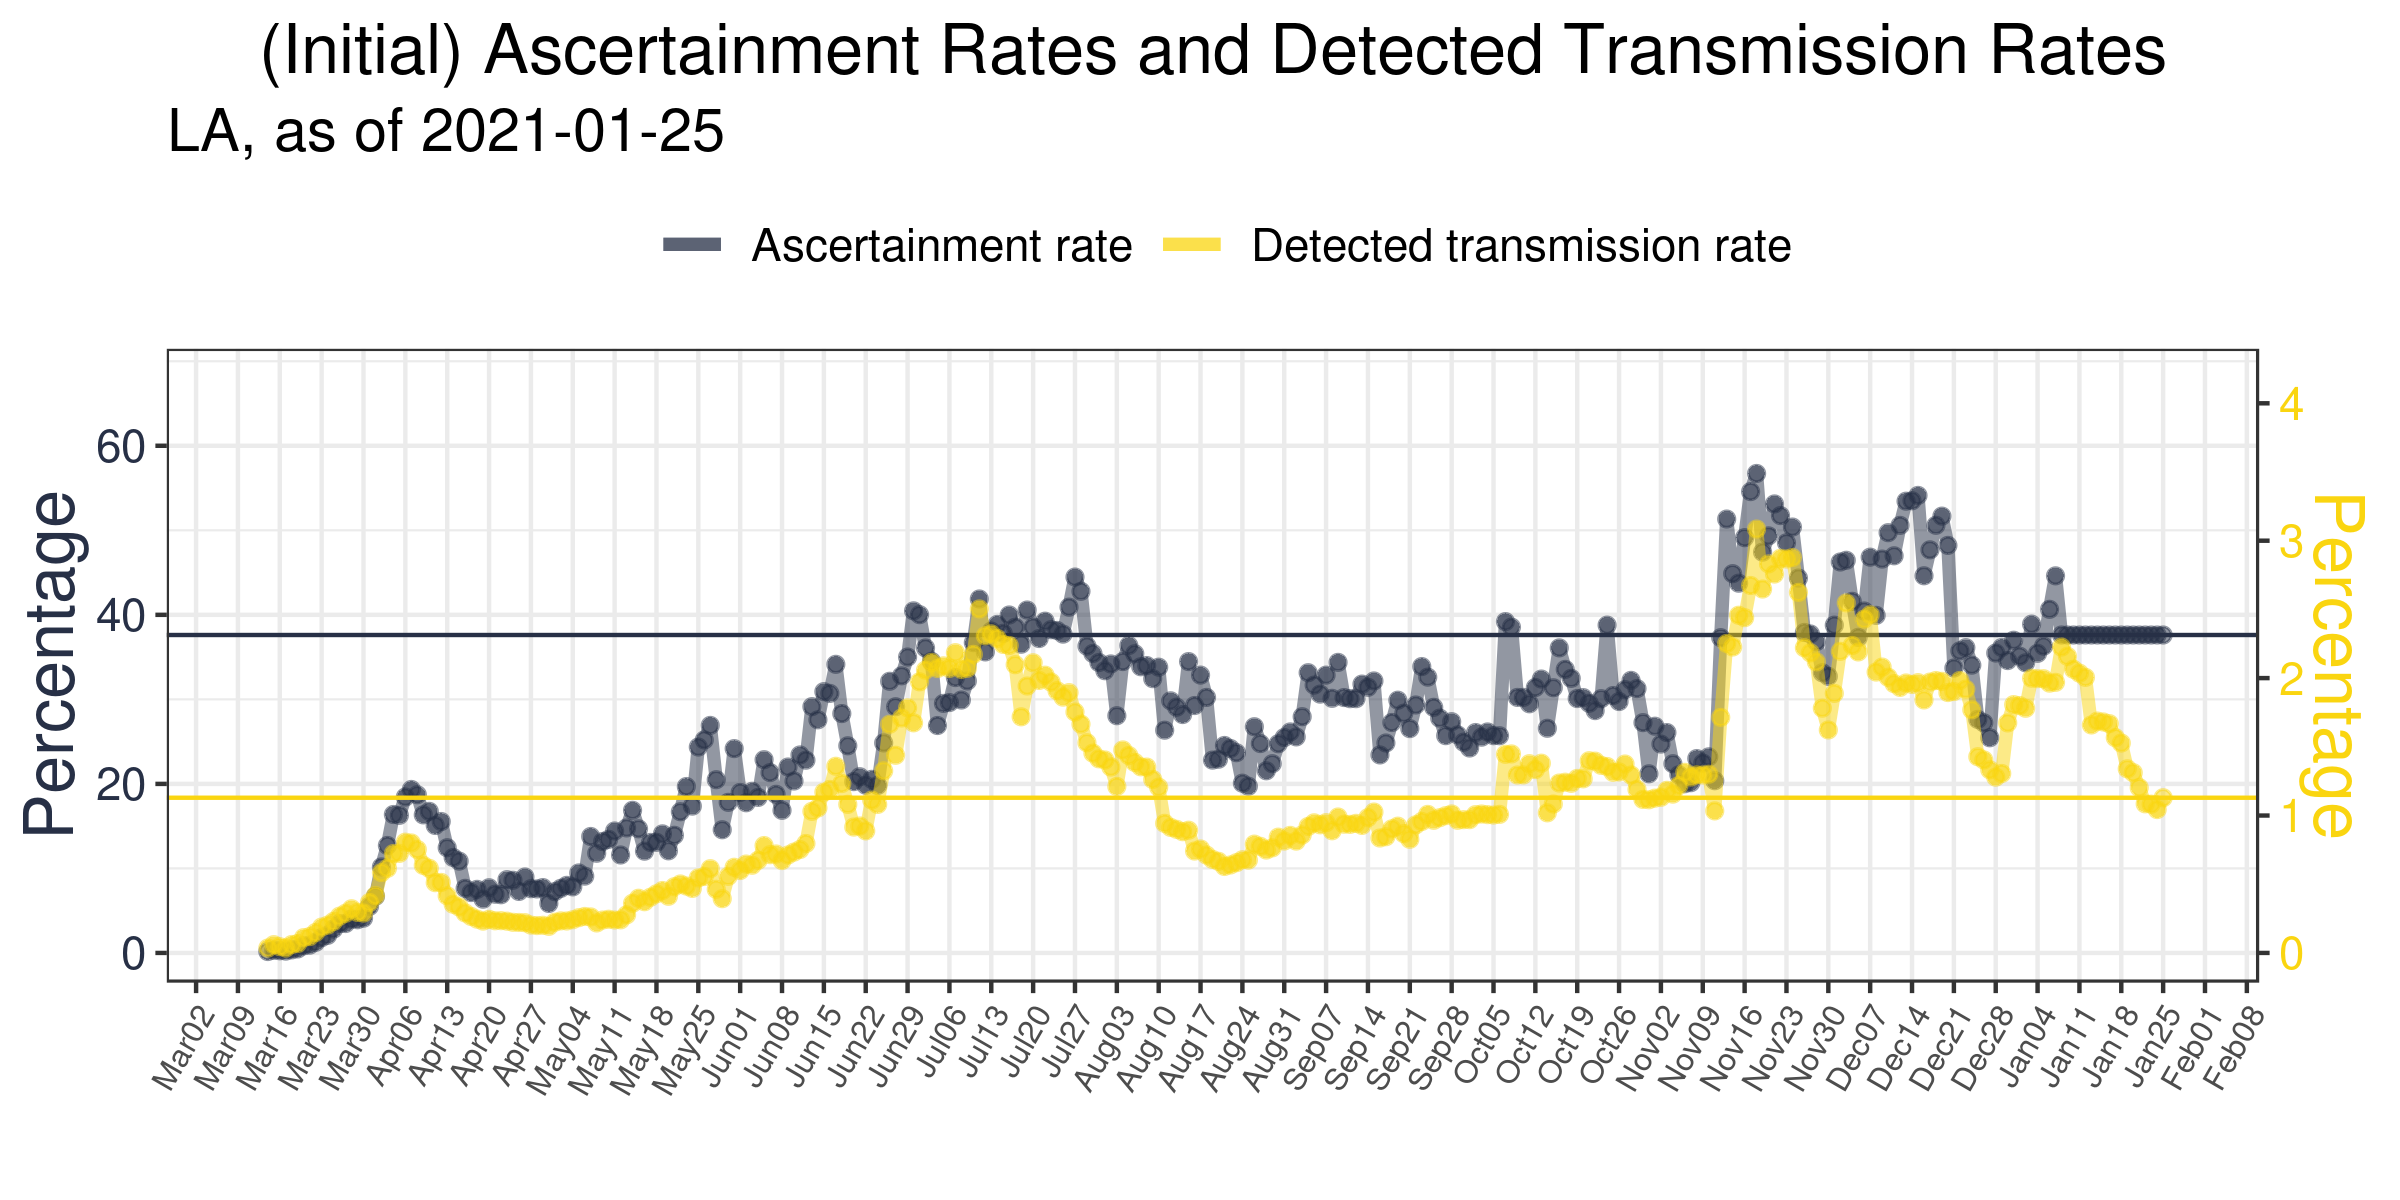 (Initial) Ascertainment Rates and Detected Transmission Rates
LA, as of 2021-01-25
Ascertainment rate Detected transmission rate
Percentage
60
40
20
0
4
3
2
1
0
Percentage
Mar02 Mar09 Mar16 Mar23 Mar30 Apr06 Apr13 Apr20 Apr27 May04 May11 May18 May25 Jun01 Jun08 Jun15 Jun22 Jun29 Jul06 Jul13 Jul20 Jul27 Aug03 Aug10 Aug17 Aug24 Aug31 Sep07 Sep14 Sep21 Sep28 Oct05 Oct12 Oct19 Oct26 Nov02 Nov09 Nov16 Nov23 Nov30 Dec07 Dec14 Dec21 Dec28 Jan04 Jan11 Jan18 Jan25 Feb01 Feb08